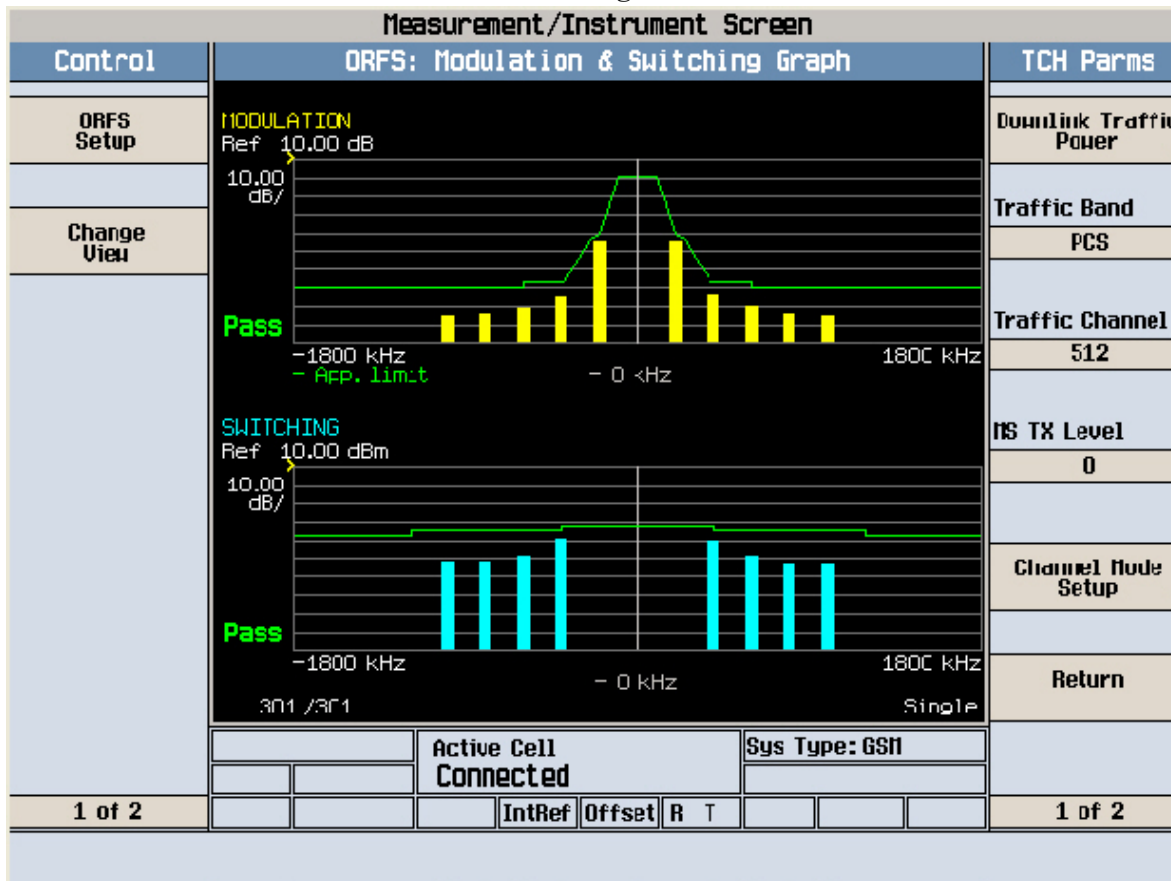 Measurement/Instrument Screen
Control
ORFS: Modulation & Switching Graph
TCH Parms
ORFS
Setup
Change
View
1 of 2
MODULATION
Ref 10.00 dB
10.00
dB/
Pass
-1800 kHz
1800 kHz
- App. limit
- 0 kHz
SWITCHING
Ref 10.00 dBm
10.00
dB/
Pass
-1800 kHz
1800 kHz
- 0 kHz
301 /301
Single
Active Cell
Connected
Sys Type: GSM
IntRef
Offset
R T
Downlink Traffic
Power
Traffic Band
PCS
Traffic Channel
512
MS TX Level
0
Channel Mode
Setup
Return
1 of 2